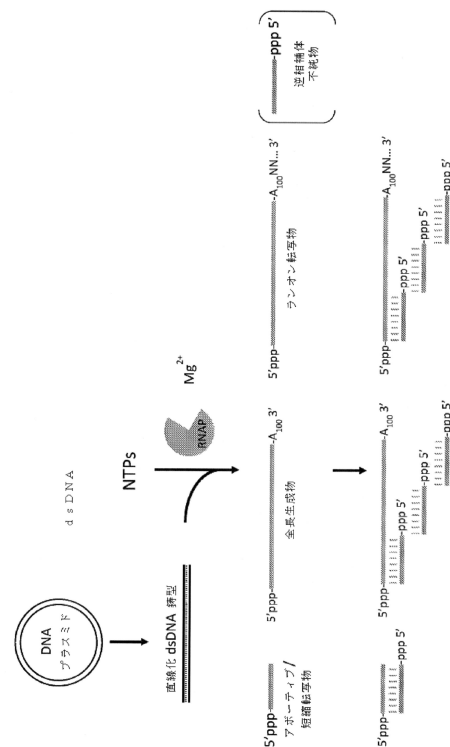 dsDNA
DNA
プラスミド
直線化 dsDNA 鋳型
NTPs
RNAP
Mg2+
5'ppp
アボーティブ/
短縮転写物
5'ppp -A100 3'
全長生成物
5'ppp -A100NN... 3'
ランオン転写物
-ppp 5'
逆相補体
不純物
5'ppp
-ppp 5'
5'ppp -A100 3'
-ppp 5'
-ppp 5'
-ppp 5'
5'ppp -A100NN... 3'
-ppp 5'
-ppp 5'
-ppp 5'